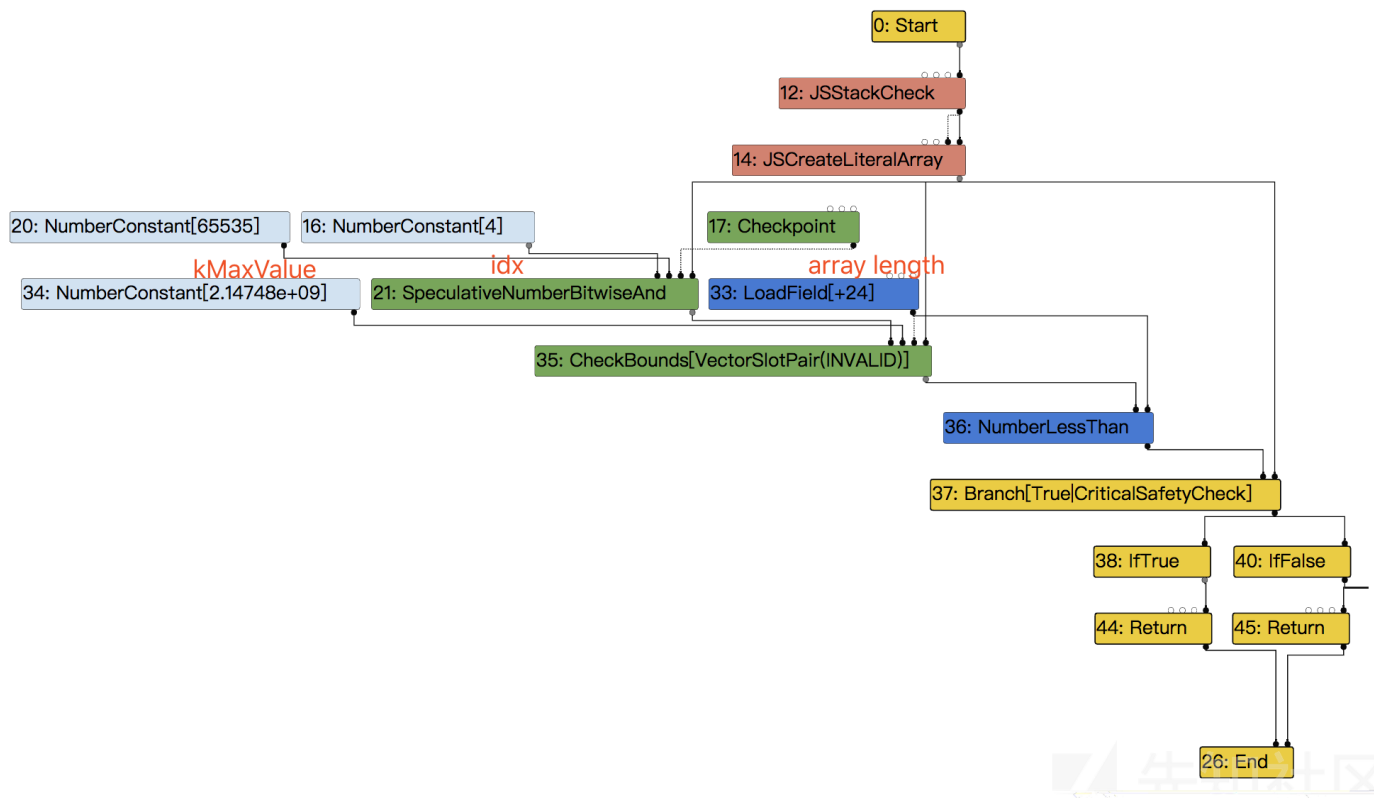 0: Start
12: JSStackCheck
14: JSCreateLiteralArray
20: NumberConstant[65535]
16: NumberConstant[4]
17: Checkpoint
kMaxValue
idx
array length
34: NumberConstant[2.14748e+09]
21: SpeculativeNumberBitwiseAnd
33: LoadField[+24]
35: CheckBounds[VectorSlotPair(INVALID)]
36: NumberLessThan
37: Branch[True|CriticalSafetyCheck]
38: IfTrue
40: IfFalse
44: Return
45: Return
26: End